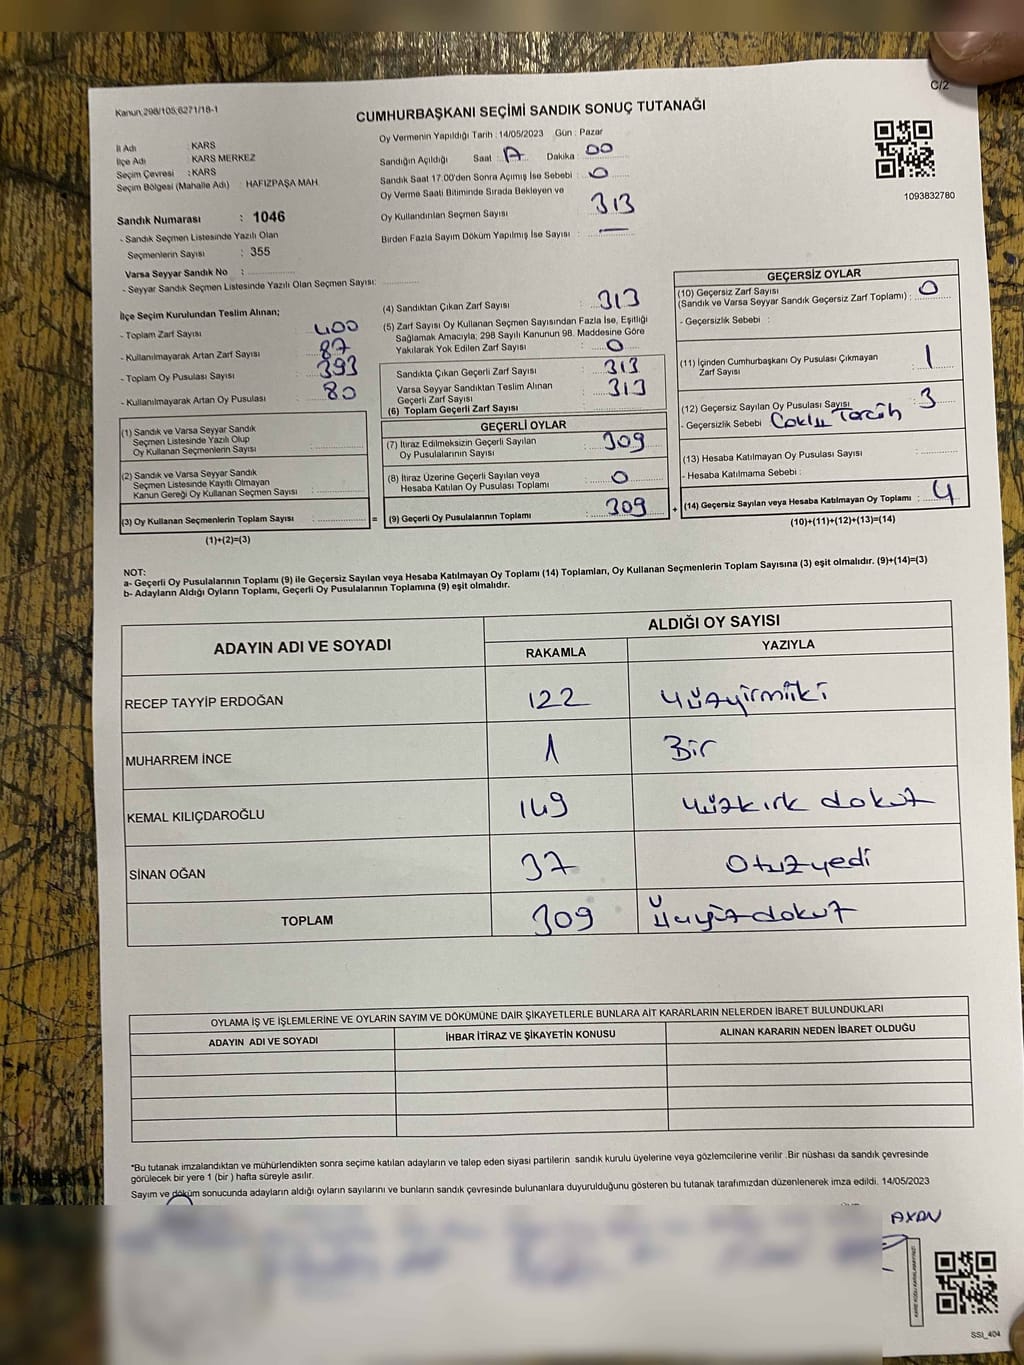 C/2
Kanun 298/105,6271/18-1
CUMHURBAŞKANI SEÇİMİ SANDIK SONUÇ TUTANAĞI
İl Adı : KARS
İlçe Adı : KARS MERKEZ
Seçim Çevresi : KARS
Seçim Bölgesi (Mahalle Adı) : HAFIZPAŞA MAH.
Sandık Numarası : 1046
- Sandık Seçmen Listesinde Yazılı Olan
Seçmenlerin Sayısı : 355
Varsa Seyyar Sandık No :
- Seyyar Sandık Seçmen Listesinde Yazılı Olan Seçmen Sayısı:
Oy Vermenin Yapıldığı Tarih : 14/05/2023 Gün : Pazar
Sandığın Açıldığı Saat : Dakika 00
Sandık Saat 17.00'den Sonra Açımış İse Sebebi : 0
Oy Verme Saati Bitiminde Sırada Bekleyen ve
Oy Kullandırılan Seçmen Sayısı 313
Birden Fazla Sayım Döküm Yapılmış İse Sayısı : —
1093832780
İlçe Seçim Kurulundan Teslim Alınan;
- Toplam Zarf Sayısı 400
- Kullanılmayarak Artan Zarf Sayısı 87
- Toplam Oy Pusulası Sayısı 393
- Kullanılmayarak Artan Oy Pusulası 80
(1) Sandık ve Varsa Seyyar Sandık
Seçmen Listesinde Yazılı Olup
Oy Kullanan Seçmenlerin Sayısı :
(2) Sandık ve Varsa Seyyar Sandık
Seçmen Listesinde Kayıtlı Olmayan
Kanun Gereği Oy Kullanan Seçmen Sayısı :
(3) Oy Kullanan Seçmenlerin Toplam Sayısı : =
(1)+(2)=(3)
(4) Sandıktan Çıkan Zarf Sayısı : 313
(5) Zarf Sayısı Oy Kullanan Seçmen Sayısından Fazla İse, Eşitliği
Sağlamak Amacıyla; 298 Sayılı Kanunun 98. Maddesine Göre
Yakılarak Yok Edilen Zarf Sayısı : 0
Sandıkta Çıkan Geçerli Zarf Sayısı : 313
Varsa Seyyar Sandıktan Teslim Alınan
Geçerli Zarf Sayısı : 313
(6) Toplam Geçerli Zarf Sayısı
GEÇERLİ OYLAR
(7) İtiraz Edilmeksizin Geçerli Sayılan
Oy Pusulalarının Sayısı : 309
(8) İtiraz Üzerine Geçerli Sayılan veya
Hesaba Katılan Oy Pusulası Toplamı : 0
(9) Geçerli Oy Pusulalarının Toplamı : 309 +
GEÇERSİZ OYLAR
(10) Geçersiz Zarf Sayısı
(Sandık ve Varsa Seyyar Sandık Geçersiz Zarf Toplamı) : 0
- Geçersizlik Sebebi :
(11) İçinden Cumhurbaşkanı Oy Pusulası Çıkmayan
Zarf Sayısı : 1
(12) Geçersiz Sayılan Oy Pusulası Sayısı 3
- Geçersizlik Sebebi Çoklu Tercih
(13) Hesaba Katılmayan Oy Pusulası Sayısı :
- Hesaba Katılmama Sebebi :
(14) Geçersiz Sayılan veya Hesaba Katılmayan Oy Toplamı : 4
(10)+(11)+(12)+(13)=(14)
NOT:
a- Geçerli Oy Pusulalarının Toplamı (9) ile Geçersiz Sayılan veya Hesaba Katılmayan Oy Toplamı (14) Toplamları, Oy Kullanan Seçmenlerin Toplam Sayısına (3) eşit olmalıdır. (9)+(14)=(3)
b- Adayların Aldığı Oyların Toplamı, Geçerli Oy Pusulalarının Toplamına (9) eşit olmalıdır.
ADAYIN ADI VE SOYADI
ALDIĞI OY SAYISI
RAKAMLA YAZIYLA
RECEP TAYYİP ERDOĞAN 122 Yüzyirmiiki
MUHARREM İNCE 1 Bir
KEMAL KILIÇDAROĞLU 149 Yüzkırk dokuz
SİNAN OĞAN 37 Otuzyedi
TOPLAM 309 Üçyüzdokuz
OYLAMA İŞ VE İŞLEMLERİNE VE OYLARIN SAYIM VE DÖKÜMÜNE DAİR ŞİKAYETLERLE BUNLARA AİT KARARLARIN NELERDEN İBARET BULUNDUKLARI
ADAYIN ADI VE SOYADI İHBAR İTİRAZ VE ŞİKAYETİN KONUSU ALINAN KARARIN NEDEN İBARET OLDUĞU
*Bu tutanak imzalandıktan ve mühürlendikten sonra seçime katılan adayların ve talep eden siyasi partilerin sandık kurulu üyelerine veya gözlemcilerine verilir .Bir nüshası da sandık çevresinde
görülecek bir yere 1 (bir ) hafta süreyle asılır.
Sayım ve döküm sonucunda adayların aldığı oyların sayılarını ve bunların sandık çevresinde bulunanlara duyurulduğunu gösteren bu tutanak tarafımızdan düzenlenerek imza edildi. 14/05/2023
SSI_404